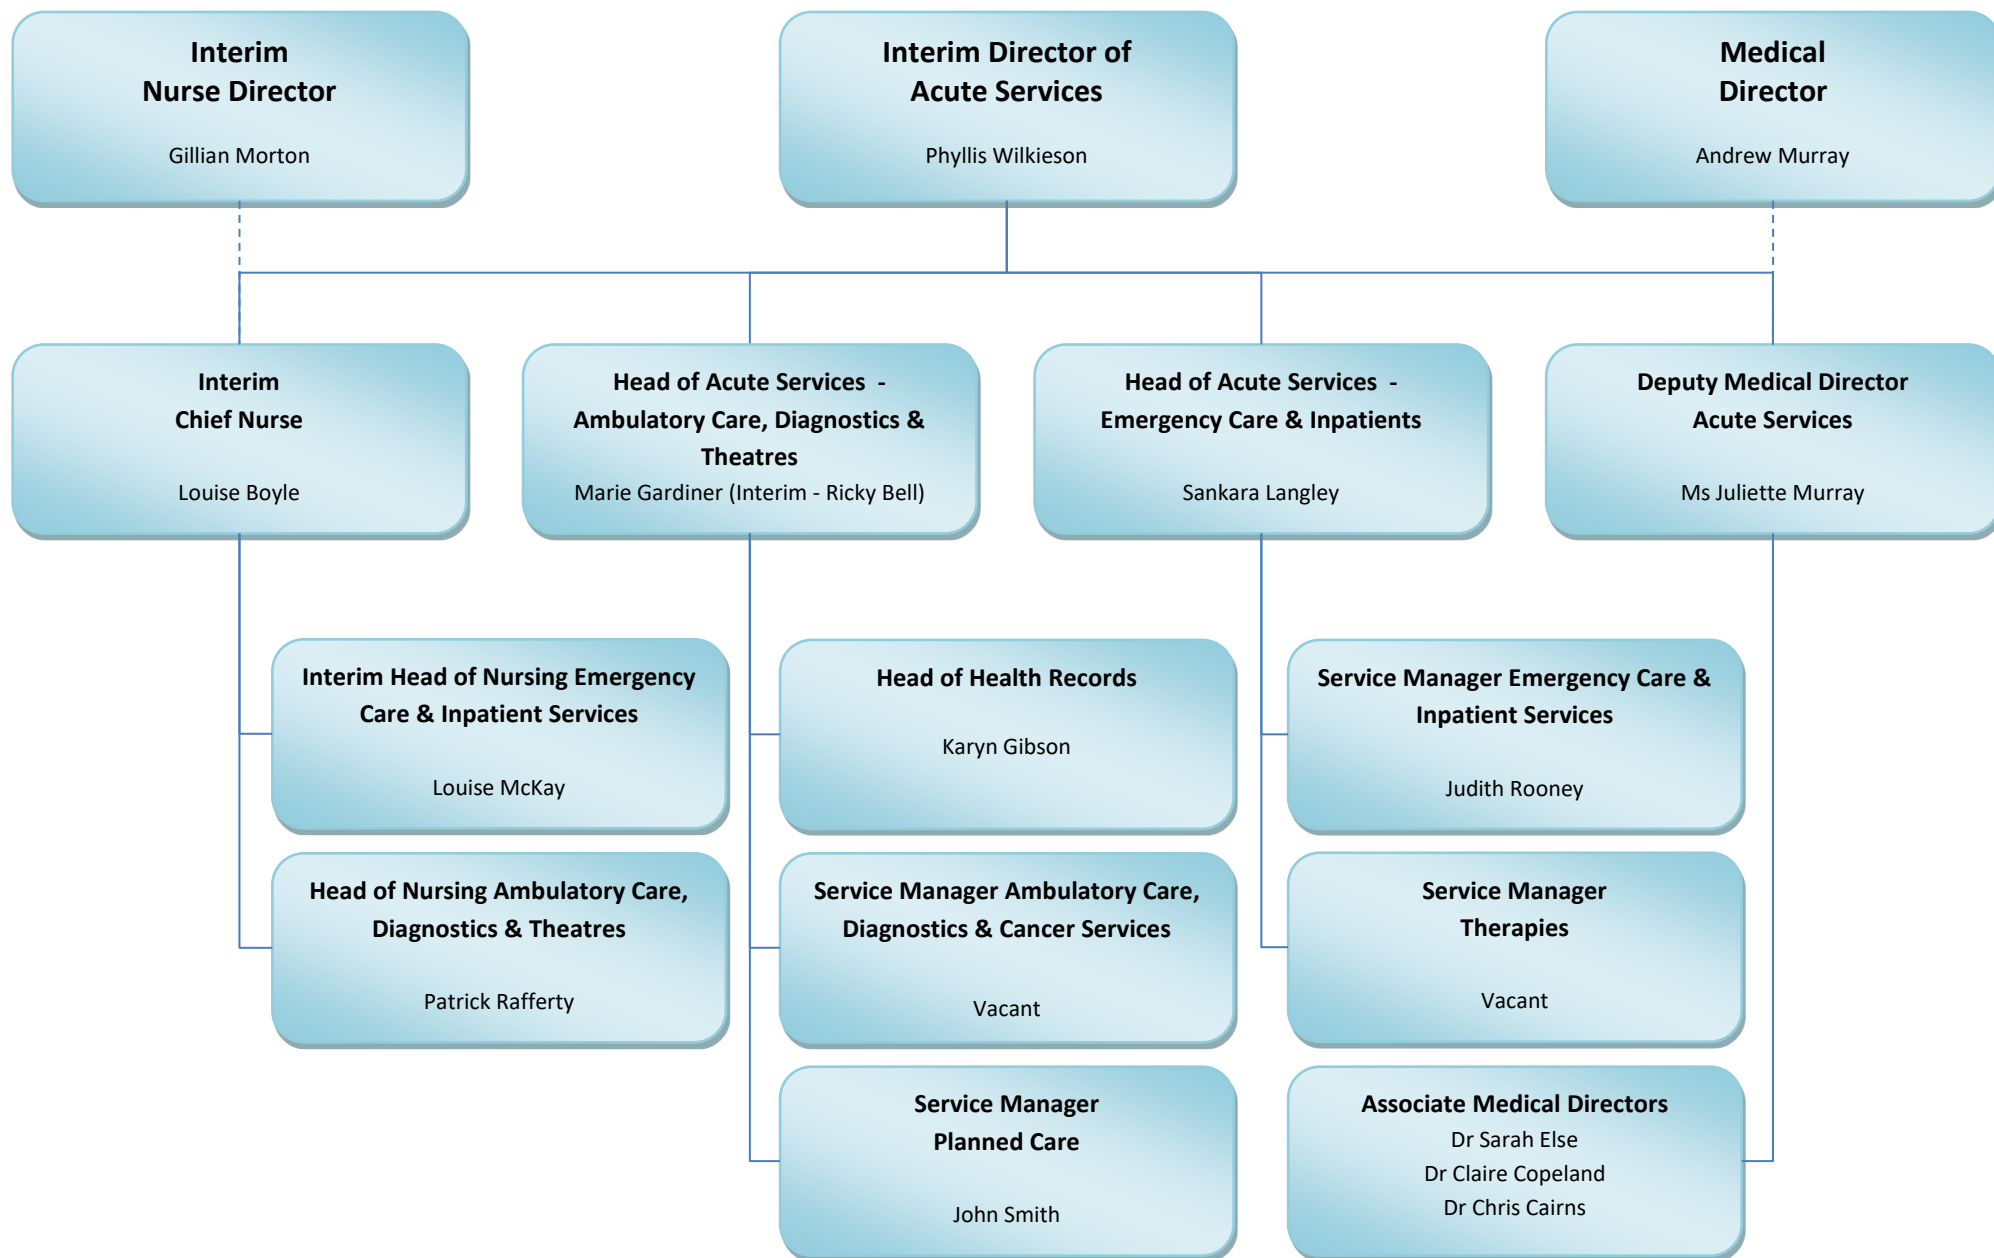 Interim
Nurse Director
Gillian Morton
Interim Director of
Acute Services
Phyllis Wilkieson
Medical
Director
Andrew Murray
Interim
Chief Nurse
Louise Boyle
Head of Acute Services -
Ambulatory Care, Diagnostics &
Theatres
Marie Gardiner (Interim - Ricky Bell)
Head of Acute Services -
Emergency Care & Inpatients
Sankara Langley
Deputy Medical Director
Acute Services
Ms Juliette Murray
Interim Head of Nursing Emergency
Care & Inpatient Services
Louise McKay
Head of Health Records
Karyn Gibson
Service Manager Emergency Care &
Inpatient Services
Judith Rooney
Head of Nursing Ambulatory Care,
Diagnostics & Theatres
Patrick Rafferty
Service Manager Ambulatory Care,
Diagnostics & Cancer Services
Vacant
Service Manager
Therapies
Vacant
Service Manager
Planned Care
John Smith
Associate Medical Directors
Dr Sarah Else
Dr Claire Copeland
Dr Chris Cairns